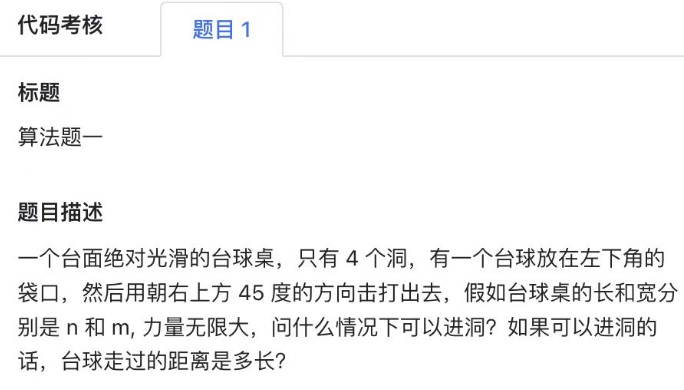 代码考核 题目 1
标题
算法题一
题目描述
一个台面绝对光滑的台球桌，只有 4 个洞，有一个台球放在左下角的
袋口，然后用朝右上方 45 度的方向击打出去，假如台球桌的长和宽分
别是 n 和 m, 力量无限大，问什么情况下可以进洞？如果可以进洞的
话，台球走过的距离是多长？